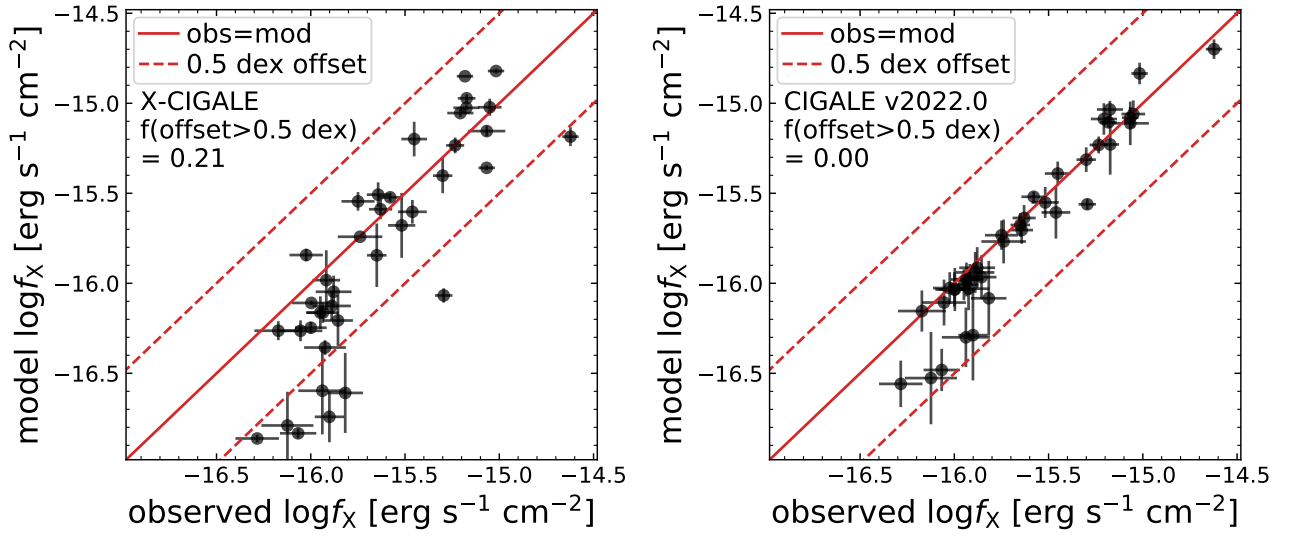 obs=mod
0.5 dex offset
X-CIGALE
f(offset>0.5 dex)
= 0.21
−14.5
−15.0
−15.5
−16.0
−16.5
model logfX [erg s−1 cm−2]
−16.5 −16.0 −15.5 −15.0 −14.5
observed logfX [erg s−1 cm−2]
obs=mod
0.5 dex offset
CIGALE v2022.0
f(offset>0.5 dex)
= 0.00
−14.5
−15.0
−15.5
−16.0
−16.5
model logfX [erg s−1 cm−2]
−16.5 −16.0 −15.5 −15.0 −14.5
observed logfX [erg s−1 cm−2]